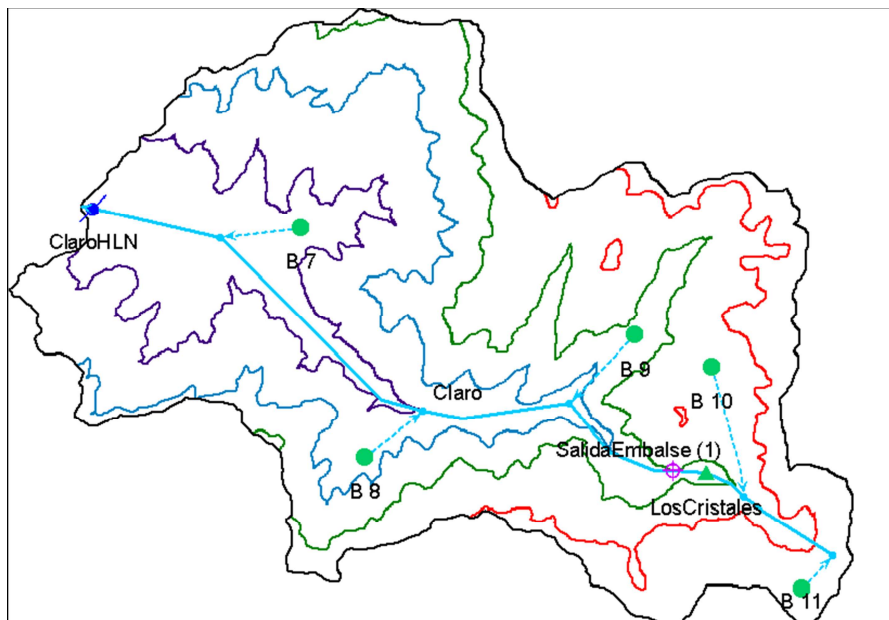 ClaroHLN
B 7
B 9
Claro
B 10
SalidaEmbalse (1)
B 8
LosCristales
B 11